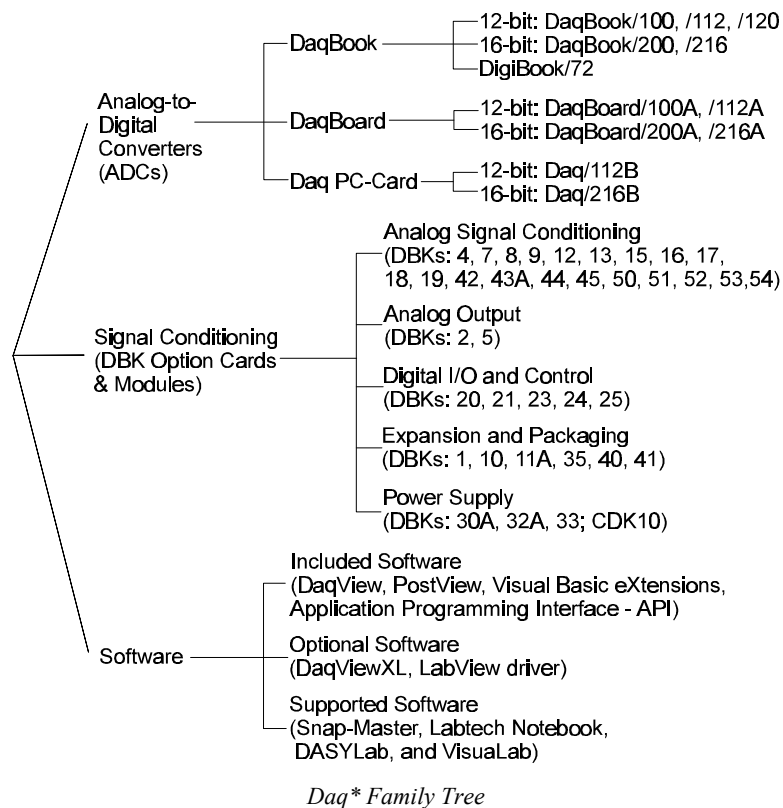 DaqBook
12-bit: DaqBook/100, /112, /120
16-bit: DaqBook/200, /216
DigiBook/72
Analog-to-
Digital
Converters
(ADCs)
DaqBoard
12-bit: DaqBoard/100A, /112A
16-bit: DaqBoard/200A, /216A
Daq PC-Card
12-bit: Daq/112B
16-bit: Daq/216B
Signal Conditioning
(DBK Option Cards
& Modules)
Analog Signal Conditioning
(DBKs: 4, 7, 8, 9, 12, 13, 15, 16, 17,
18, 19, 42, 43A, 44, 45, 50, 51, 52, 53,54)
Analog Output
(DBKs: 2, 5)
Digital I/O and Control
(DBKs: 20, 21, 23, 24, 25)
Expansion and Packaging
(DBKs: 1, 10, 11A, 35, 40, 41)
Power Supply
(DBKs: 30A, 32A, 33; CDK10)
Software
Included Software
(DaqView, PostView, Visual Basic eXtensions,
Application Programming Interface - API)
Optional Software
(DaqViewXL, LabView driver)
Supported Software
(Snap-Master, Labtech Notebook,
DASYLab, and VisuaLab)
Daq* Family Tree